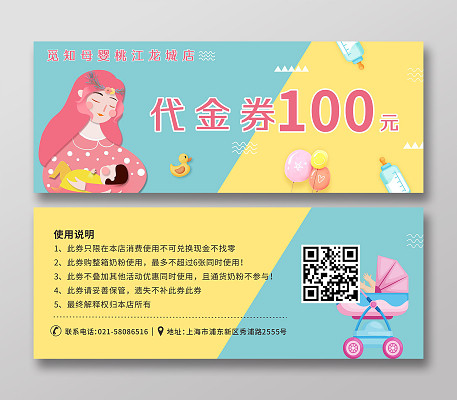 觅知母婴桃江龙城店
代金券100元
使用说明
1、此券只限在本店消费使用不可兑换现金不找零
2、此券购整箱奶粉使用，最多不超过6张同时使用！
3、此券不叠加其他活动优惠同时使用，且通货奶粉不参与！
4、此券请妥善保管，遗失不补此券此券
5、最终解释权归本店所有
联系电话:021-58086516 | 地址:上海市浦东新区秀浦路2555号